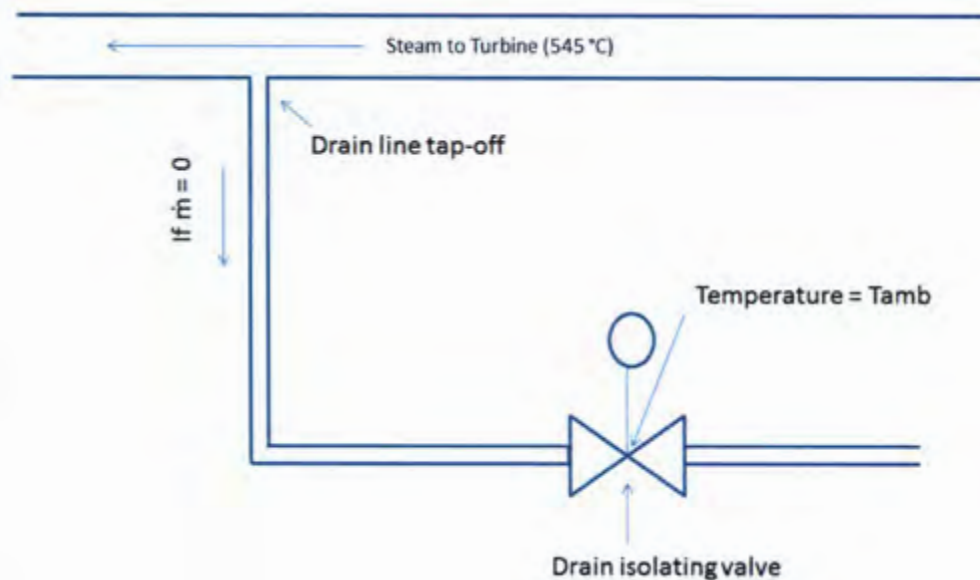 Steam to Turbine (545 °C)
Drain line tap-off
If ṁ = 0
Temperature = Tamb
Drain isolating valve